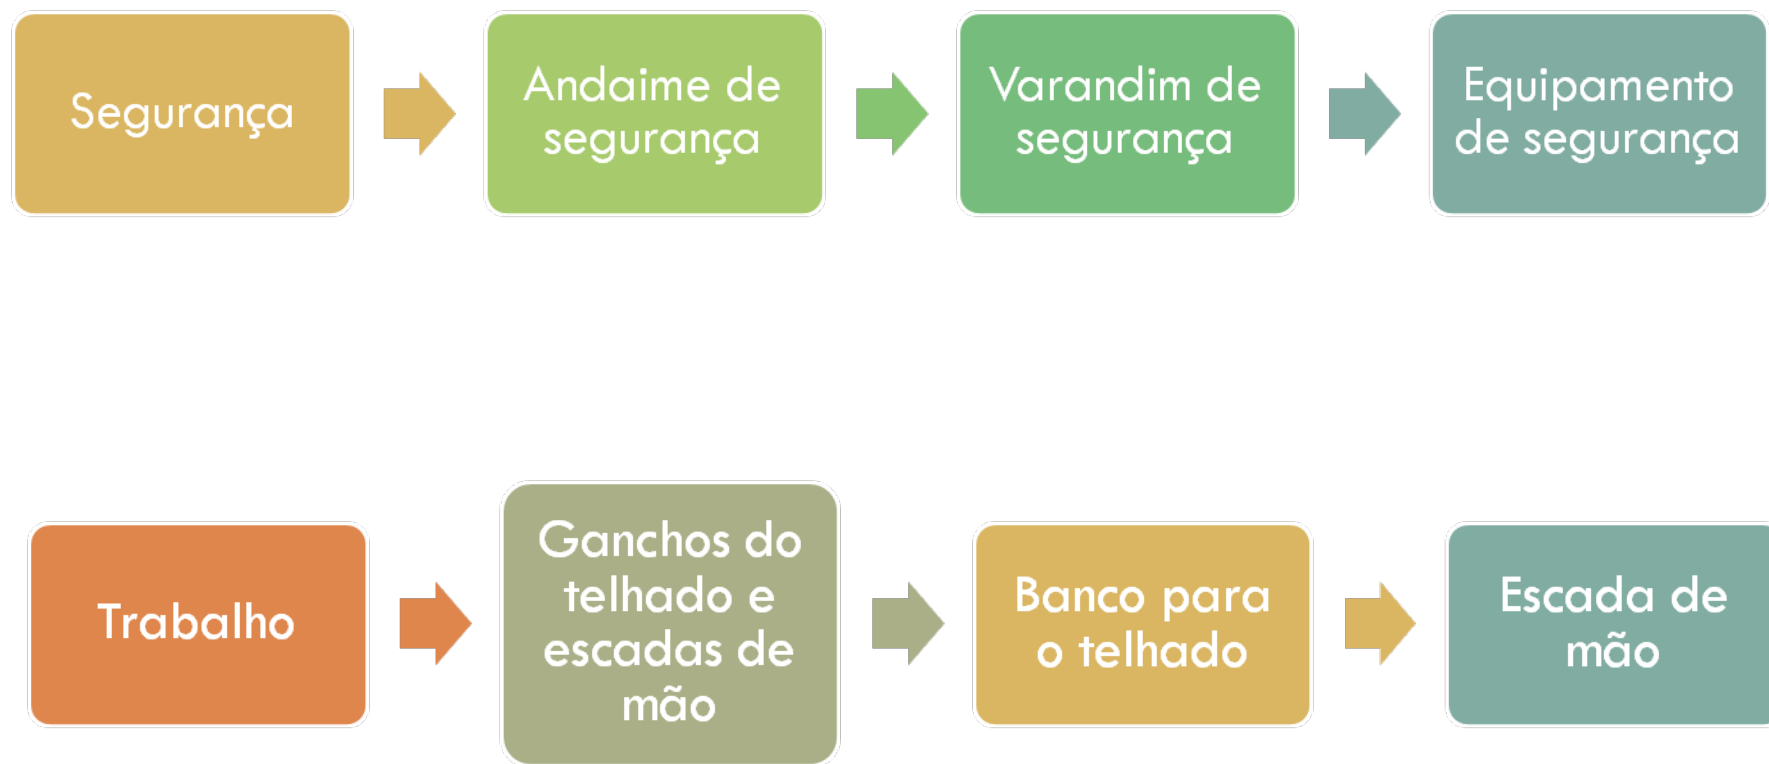 Segurança
Andaime de
segurança
Varandim de
segurança
Equipamento
de segurança
Trabalho
Ganchos do
telhado e
escadas de
mão
Banco para
o telhado
Escada de
mão